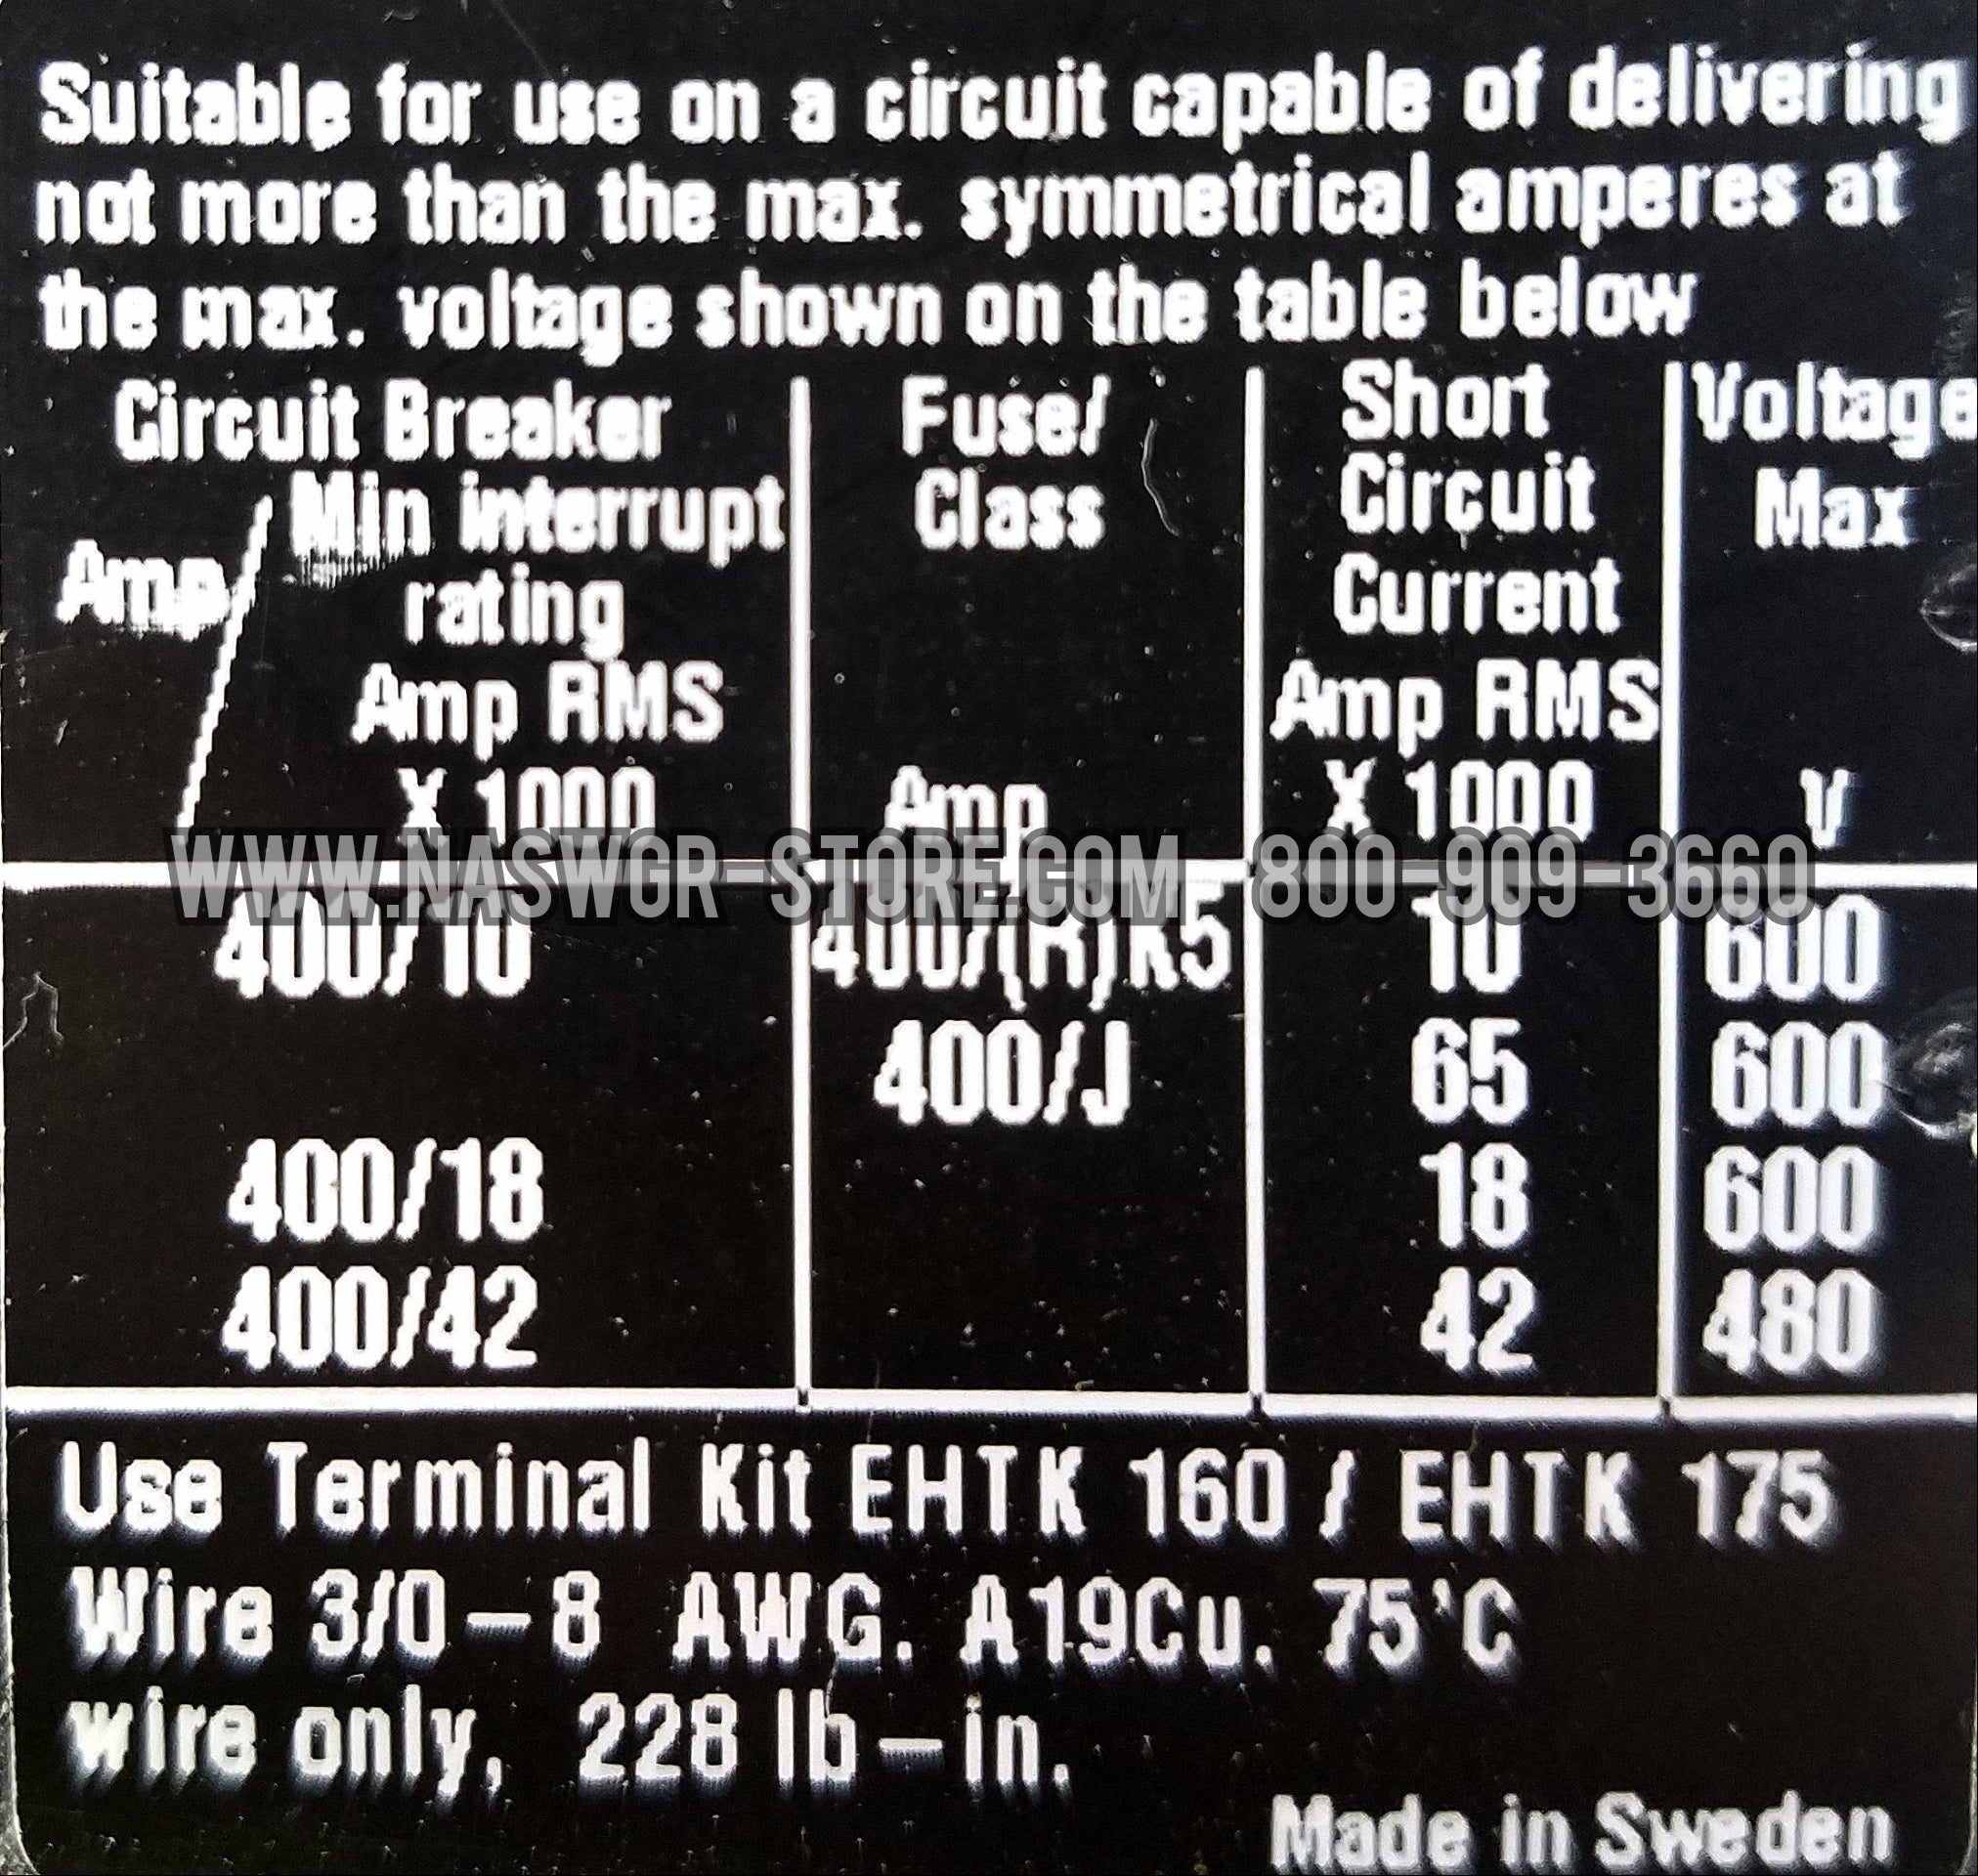 Suitable for use on a circuit capable of delivering
not more than the max. symmetrical amperes at
the max. voltage shown on the table below
Circuit Breaker Fuse/ Short Voltage
Min interrupt Class Circuit Max
Amp/ rating Current
Amp RMS Amp RMS
X 1000 Amp X 1000 V
WWW.NASWGR-STORE.COM 800-909-3660
400/10 400/(R)K5 10 600
400/J 65 600
400/18 18 600
400/42 42 480
Use Terminal Kit EHTK 160 / EHTK 175
Wire 3/0-8 AWG. A19Cu. 75'C
wire only, 228 lb-in.
Made in Sweden